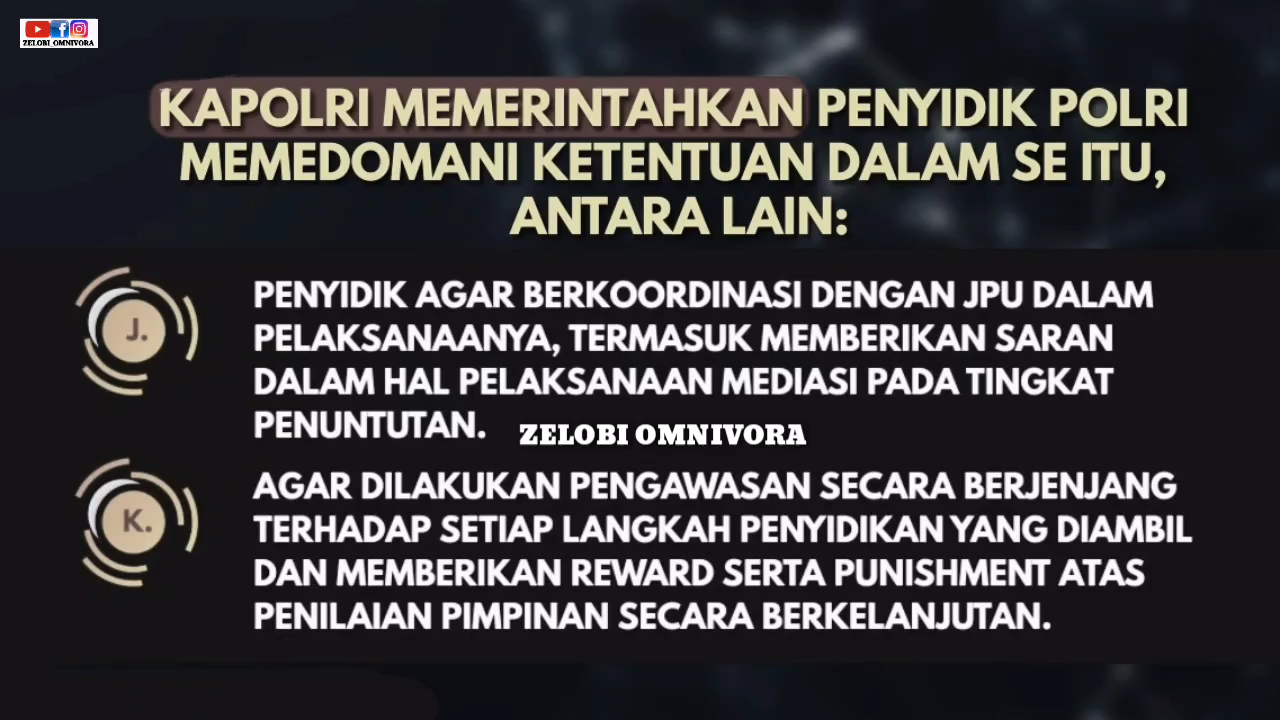 ZELOBI_OMNIVORA
KAPOLRI MEMERINTAHKAN PENYIDIK POLRI
MEMEDOMANI KETENTUAN DALAM SE ITU,
ANTARA LAIN:
J.
PENYIDIK AGAR BERKOORDINASI DENGAN JPU DALAM
PELAKSANAANYA, TERMASUK MEMBERIKAN SARAN
DALAM HAL PELAKSANAAN MEDIASI PADA TINGKAT
PENUNTUTAN.
ZELOBI OMNIVORA
K.
AGAR DILAKUKAN PENGAWASAN SECARA BERJENJANG
TERHADAP SETIAP LANGKAH PENYIDIKAN YANG DIAMBIL
DAN MEMBERIKAN REWARD SERTA PUNISHMENT ATAS
PENILAIAN PIMPINAN SECARA BERKELANJUTAN.